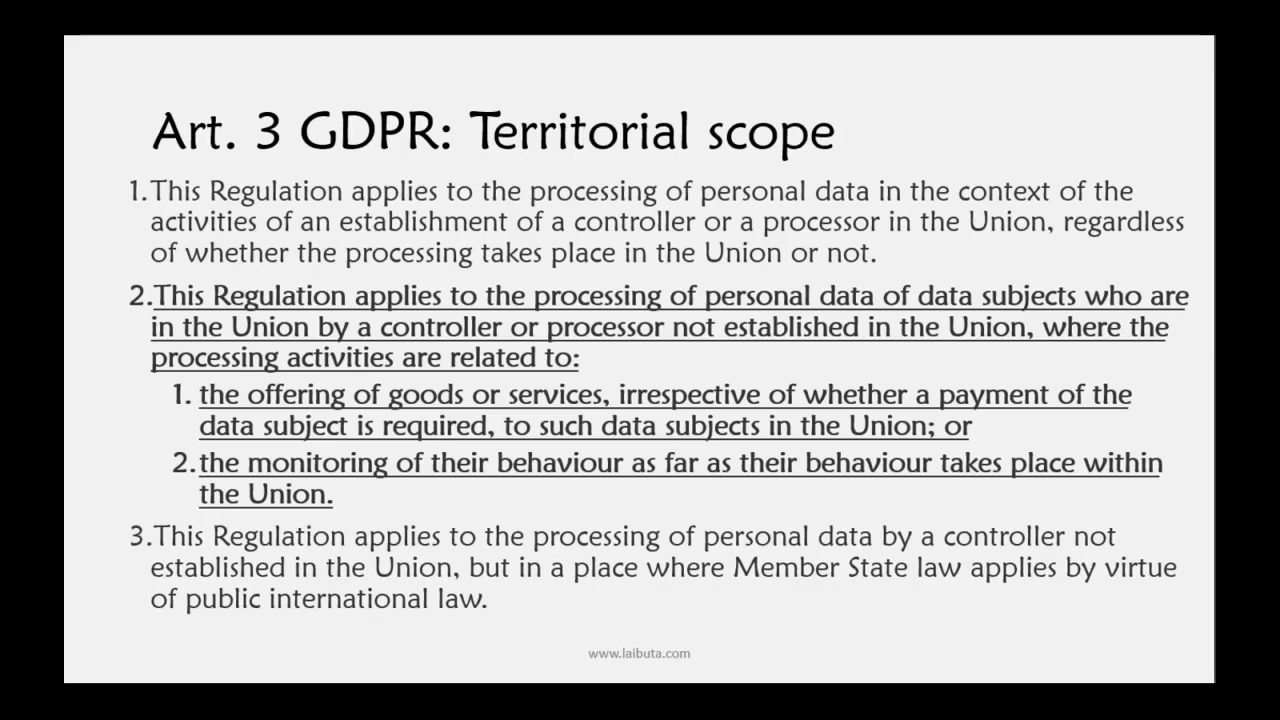 Art. 3 GDPR: Territorial scope
1. This Regulation applies to the processing of personal data in the context of the
activities of an establishment of a controller or a processor in the Union, regardless
of whether the processing takes place in the Union or not.
2. This Regulation applies to the processing of personal data of data subjects who are
in the Union by a controller or processor not established in the Union, where the
processing activities are related to:
1. the offering of goods or services, irrespective of whether a payment of the
data subject is required, to such data subjects in the Union; or
2. the monitoring of their behaviour as far as their behaviour takes place within
the Union.
3. This Regulation applies to the processing of personal data by a controller not
established in the Union, but in a place where Member State law applies by virtue
of public international law.
www.laibuta.com